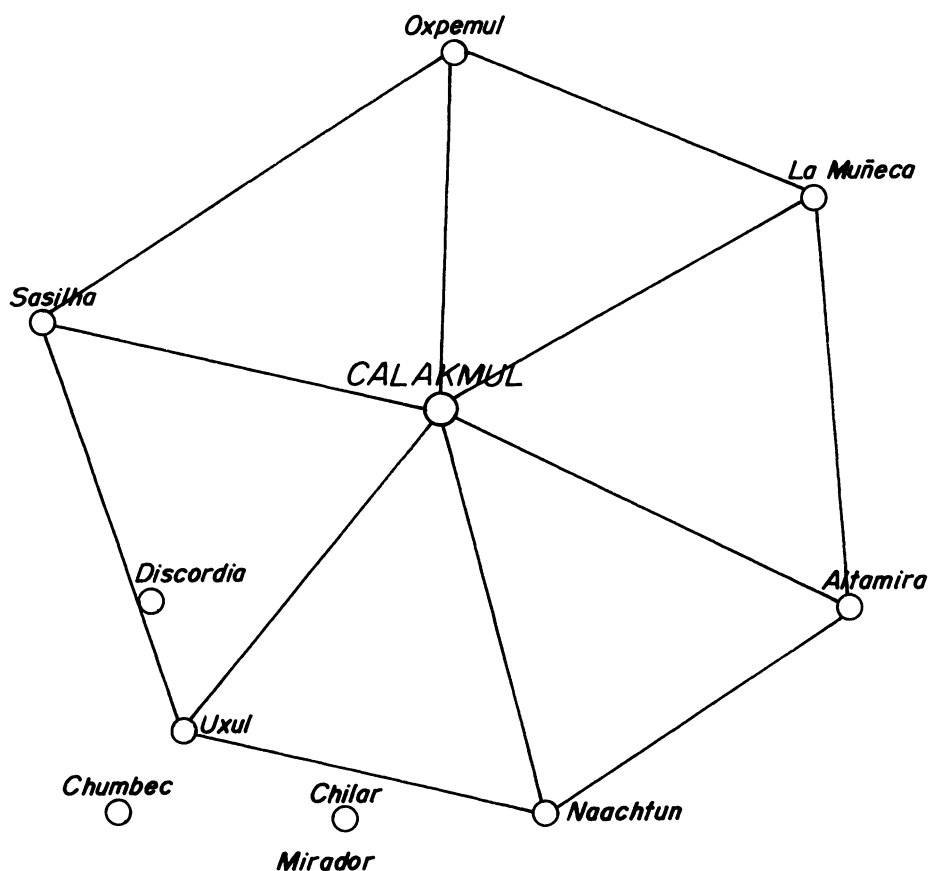 Oxpemul
La Muñeca
Sasilha
CALAKMUL
Discordia
Altamira
Uxul
Chumbec
Chilar
Naachtun
Mirador